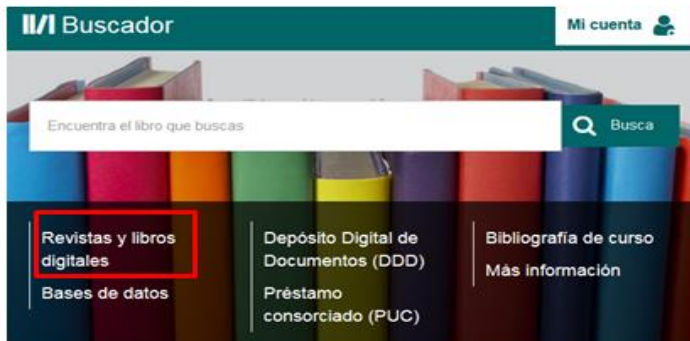 Buscador
Mi cuenta
Encuentra el libro que buscas
Busca
Revistas y libros
digitales
Bases de datos
Depósito Digital de
Documentos (DDD)
Préstamo
consorciado (PUC)
Bibliografía de curso
Más información